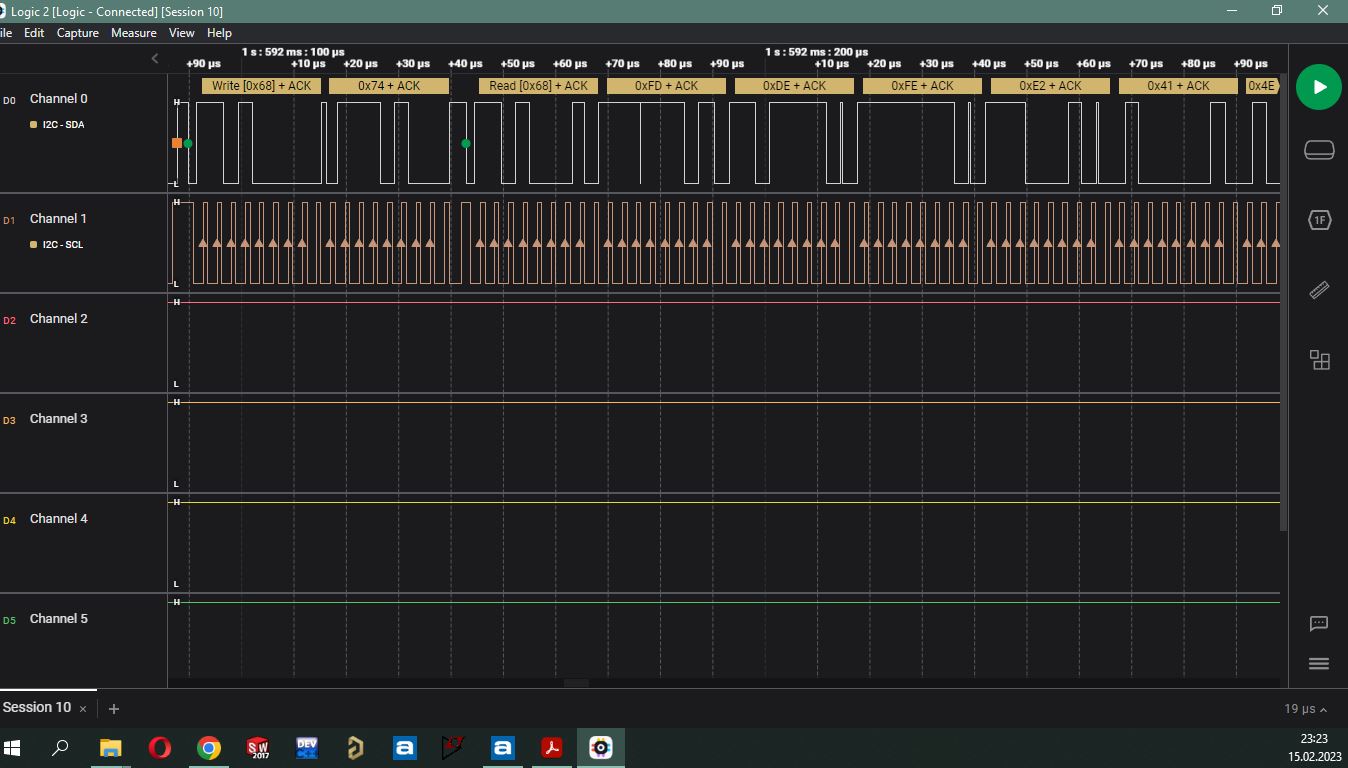 Logic 2 [Logic - Connected] [Session 10]
ile Edit Capture Measure View Help
1 s : 592 ms : 100 µs 1 s : 592 ms : 200 µs
+90 µs +10 µs +20 µs +30 µs +40 µs +50 µs +60 µs +70 µs +80 µs +90 µs +10 µs +20 µs +30 µs +40 µs +50 µs +60 µs +70 µs +80 µs +90 µs
Write [0x68] + ACK 0x74 + ACK Read [0x68] + ACK 0xFD + ACK 0xDE + ACK 0xFE + ACK 0xE2 + ACK 0x41 + ACK 0x4E
D0 Channel 0 H
I2C - SDA
L
D1 Channel 1 H
I2C - SCL
L
D2 Channel 2 H
L
D3 Channel 3 H
L
D4 Channel 4 H
L
D5 Channel 5 H
1F
Session 10 × +
19 µs
SW 2017
DEV
a
a
23:23
15.02.2023